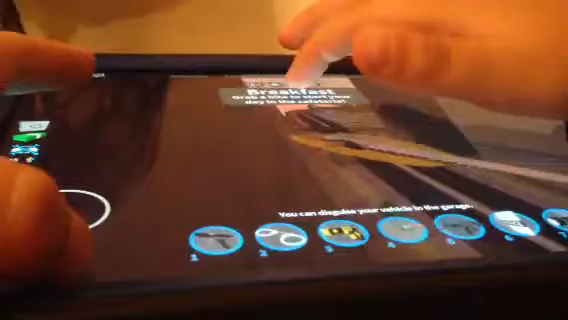 Breakfast
Grab a bite to start your
day in the cafeteria!
You can disguise your vehicle in the garage.
1
2
3
4
5
6
7